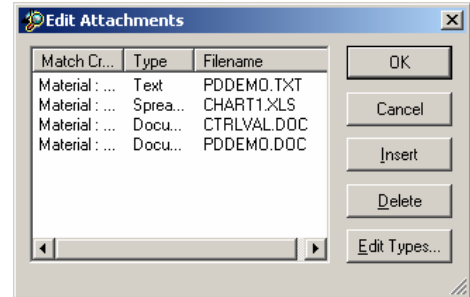 Edit Attachments
Match Cr... Type Filename
Material : ... Text PDDEMO.TXT
Material : ... Sprea... CHART1.XLS
Material : ... Docu... CTRLVAL.DOC
Material : ... Docu... PDDEMO.DOC
OK
Cancel
Insert
Delete
Edit Types...